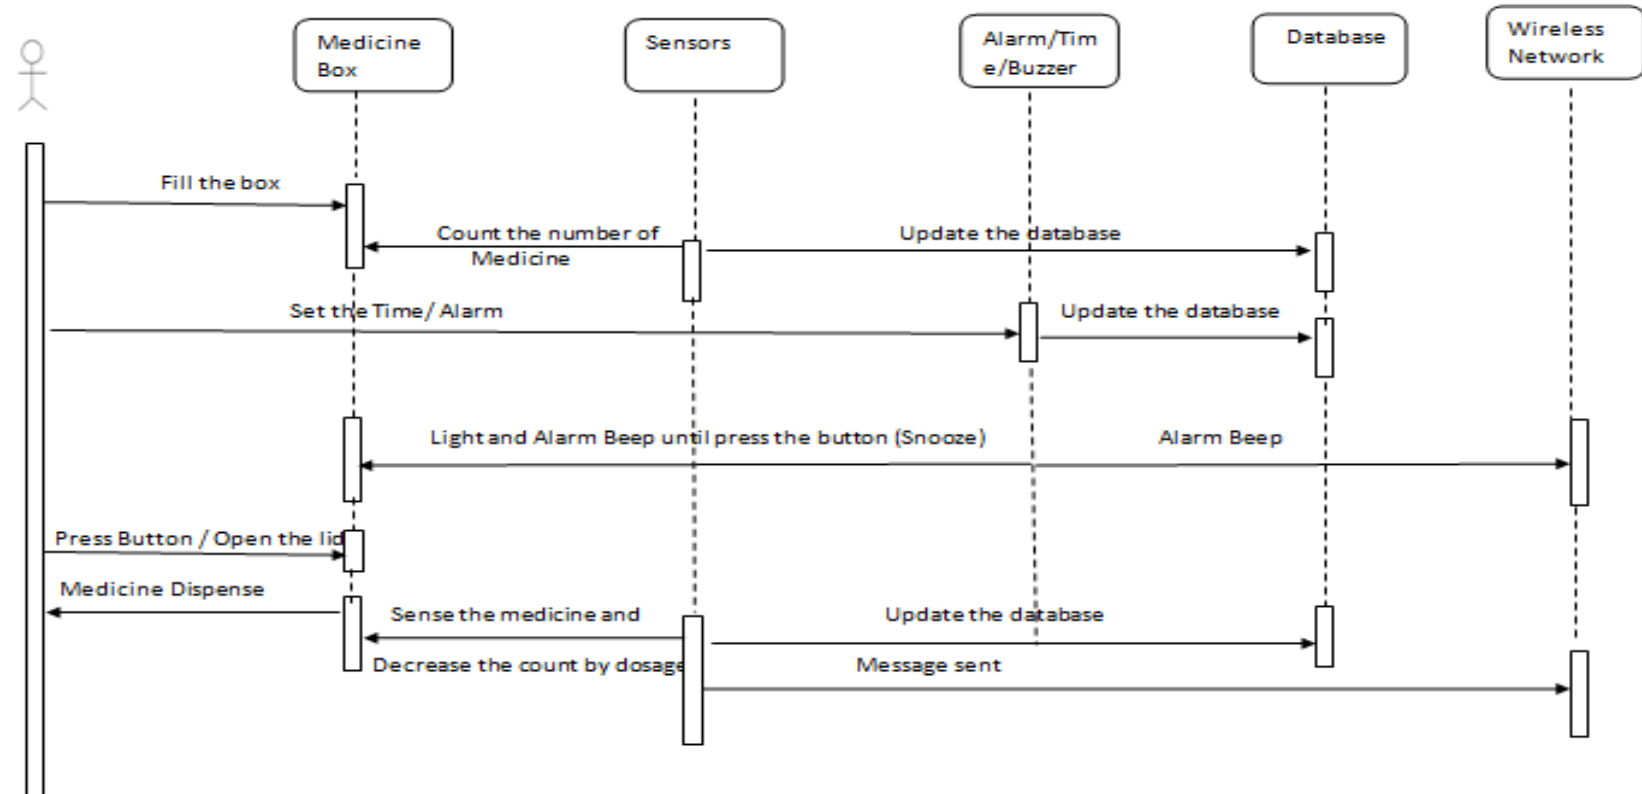 Medicine
Box
Sensors
Alarm/Tim
e/Buzzer
Database
Wireless
Network
Fill the box
Count the number of
Medicine
Update the database
Set the Time/ Alarm
Update the database
Light and Alarm Beep until press the button (Snooze)
Alarm Beep
Press Button / Open the lid
Medicine Dispense
Sense the medicine and
Update the database
Decrease the count by dosage
Message sent